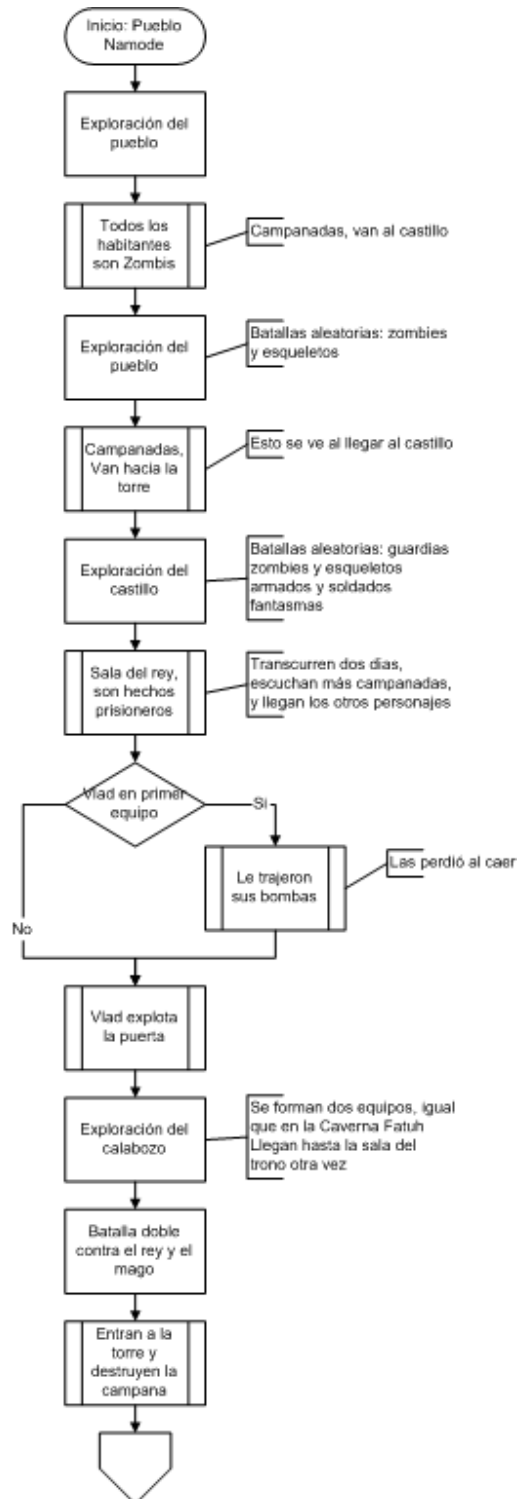 Inicio: Pueblo
Namode
Exploración del
pueblo
Todos los
habitantes
son Zombis
Campanadas, van al castillo
Exploración del
pueblo
Batallas aleatorias: zombies
y esqueletos
Campanadas,
Van hacia la
torre
Esto se ve al llegar al castillo
Exploración del
castillo
Batallas aleatorias: guardias
zombies y esqueletos
armados y soldados
fantasmas
Sala del rey,
son hechos
prisioneros
Transcurren dos dias,
escuchan más campanadas,
y llegan los otros personajes
Vlad en primer
equipo
Si
Le trajeron
sus bombas
Las perdió al caer
No
Vlad explota
la puerta
Exploración del
calabozo
Se forman dos equipos, igual
que en la Caverna Fatuh
Llegan hasta la sala del
trono otra vez
Batalla doble
contra el rey y el
mago
Entran a la
torre y
destruyen la
campana